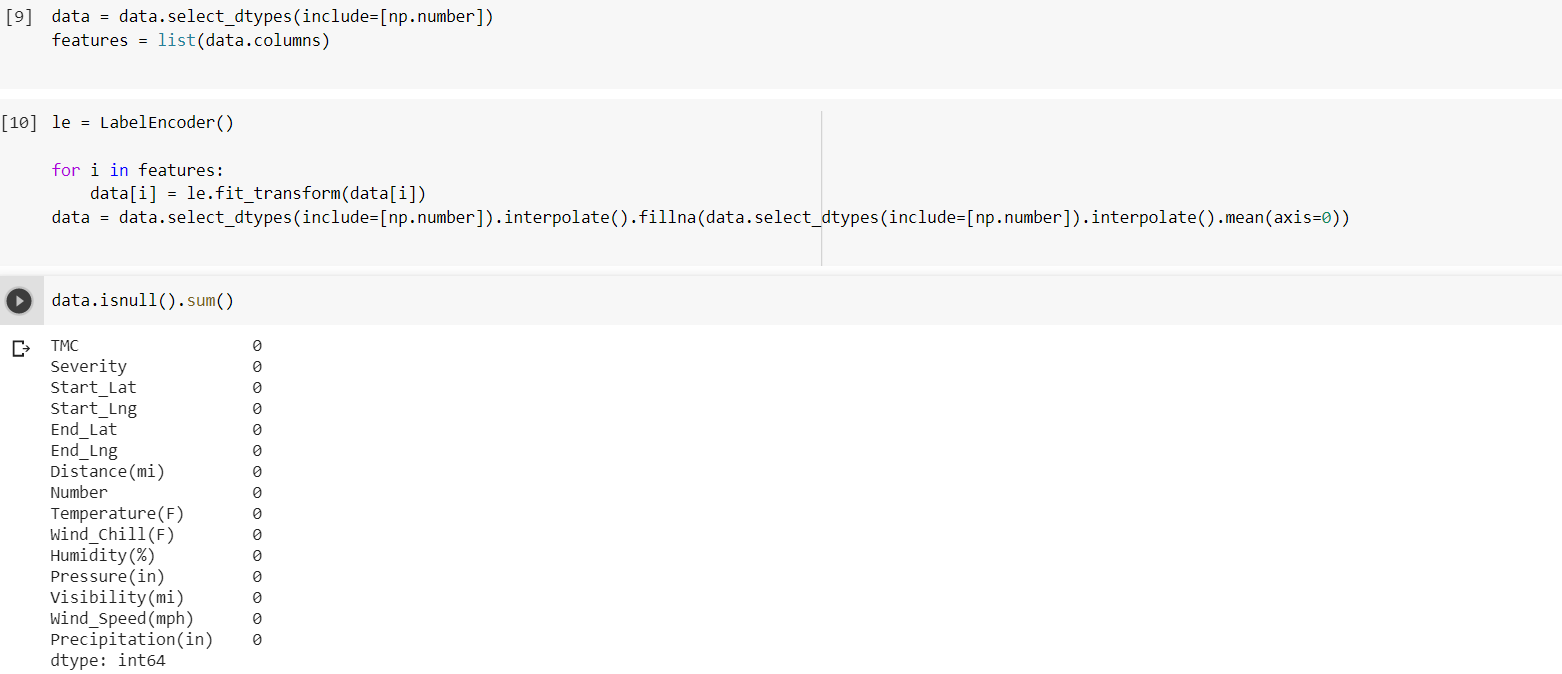 [9] data = data.select_dtypes(include=[np.number])
features = list(data.columns)
[10] le = LabelEncoder()
for i in features:
    data[i] = le.fit_transform(data[i])
data = data.select_dtypes(include=[np.number]).interpolate().fillna(data.select_dtypes(include=[np.number]).interpolate().mean(axis=0))
data.isnull().sum()
TMC 0
Severity 0
Start_Lat 0
Start_Lng 0
End_Lat 0
End_Lng 0
Distance(mi) 0
Number 0
Temperature(F) 0
Wind_Chill(F) 0
Humidity(%) 0
Pressure(in) 0
Visibility(mi) 0
Wind_Speed(mph) 0
Precipitation(in) 0
dtype: int64